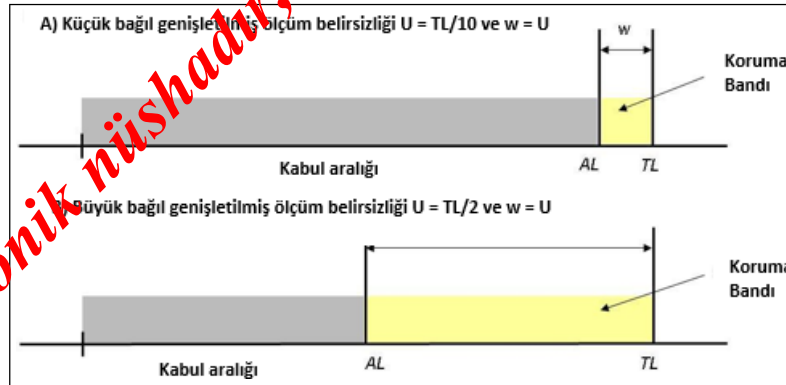 A) Küçük bağıl genişletilmiş ölçüm belirsizliği U = TL/10 ve w = U
w
Koruma
Bandı
Kabul aralığı
AL
TL
B) Büyük bağıl genişletilmiş ölçüm belirsizliği U = TL/2 ve w = U
Koruma
Bandı
Kabul aralığı
AL
TL
nüshadır,